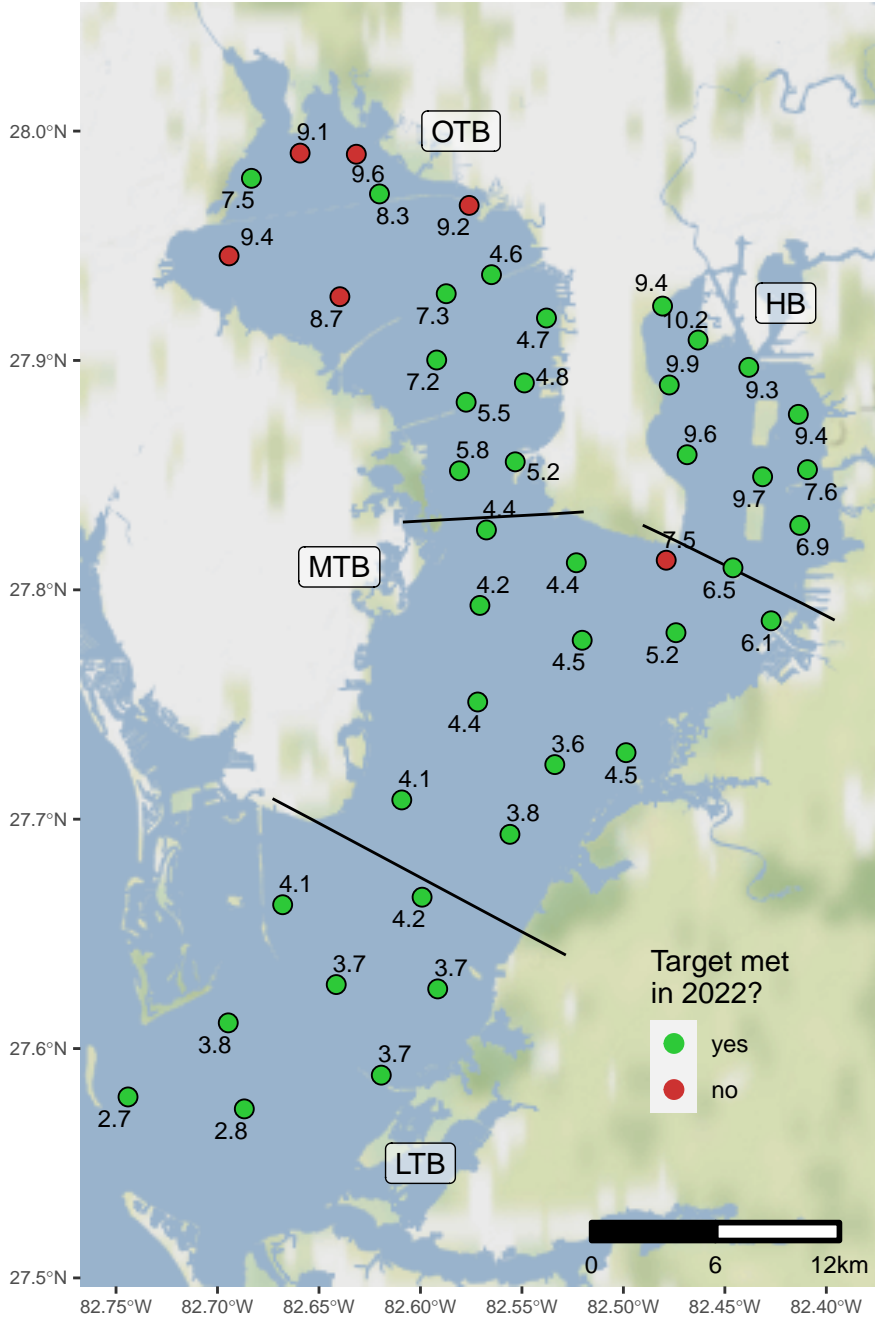 28.0°N
27.9°N
27.8°N
27.7°N
27.6°N
27.5°N
OTB
9.1
9.6
7.5
8.3
9.2
9.4
4.6
8.7
7.3
4.7
9.4
HB
10.2
7.2
4.8
9.9
9.3
5.5
9.6
9.4
5.8
5.2
9.7
7.6
4.4
7.5
6.9
MTB
4.2
4.4
6.5
4.5
5.2
6.1
4.4
3.6
4.5
4.1
3.8
4.1
4.2
3.7
3.7
3.8
3.7
2.7
2.8
LTB
Target met
in 2022?
yes
no
0 6 12km
82.75°W 82.70°W 82.65°W 82.60°W 82.55°W 82.50°W 82.45°W 82.40°W